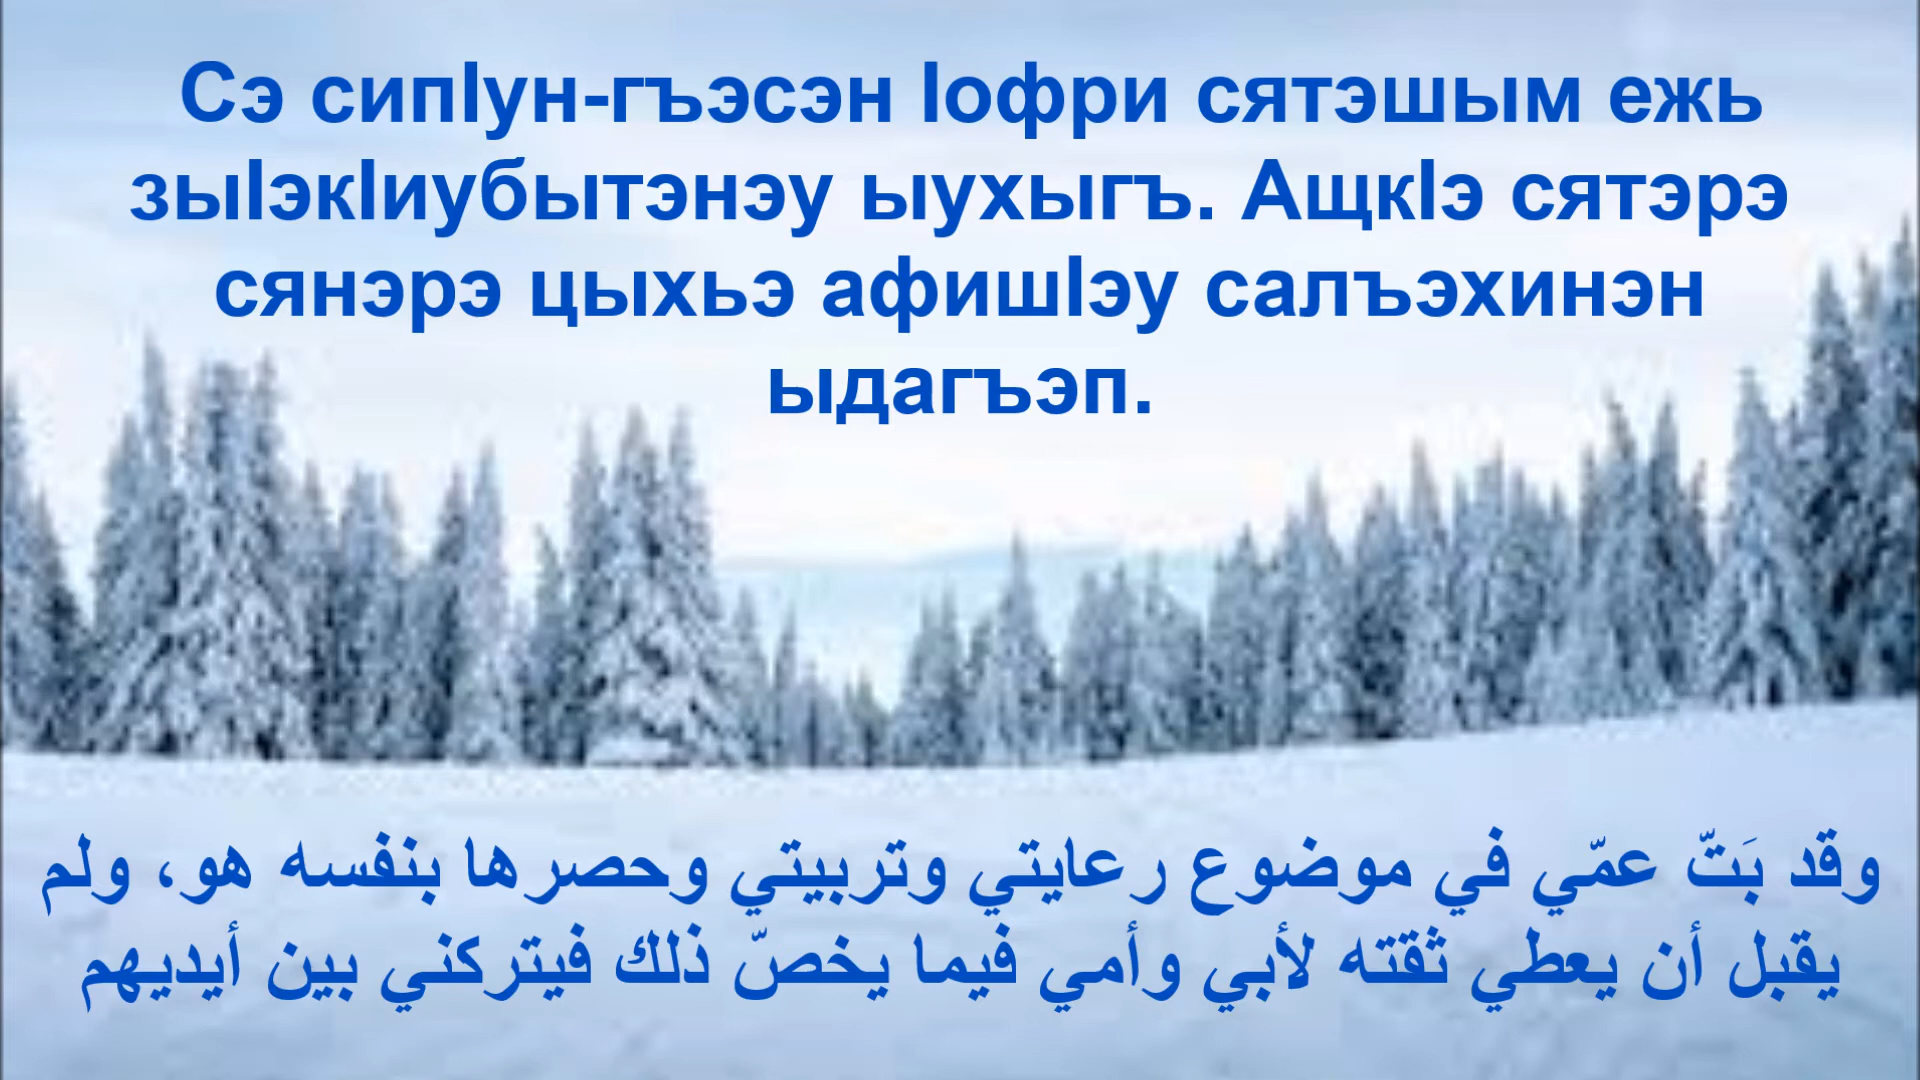 Сэ сипӀун-гъэсэн Ӏофри сятэшым ежь
зыӀэкӀиубытэнэу ыухыгъ. АщкӀэ сятэрэ
сянэрэ цыхьэ афишӀэу салъэхинэн
ыдагъэп.
وقد بَتّ عمّي في موضوع رعايتي وتربيتي وحصرها بنفسه هو، ولم
يقبل أن يعطي ثقته لأبي وأمي فيما يخصّ ذلك فيتركني بين أيديهم